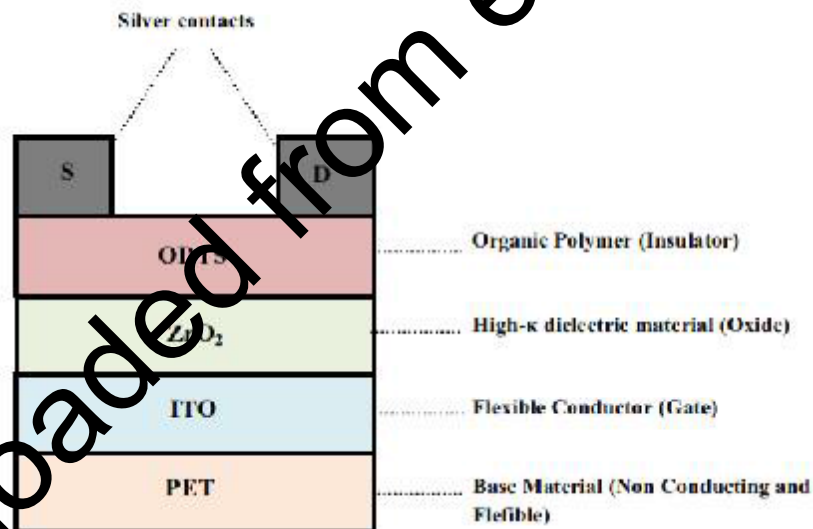 Silver contacts
S
D
ODTS
Organic Polymer (Insulator)
ZrO₂
High-κ dielectric material (Oxide)
ITO
Flexible Conductor (Gate)
PET
Base Material (Non Conducting and
Flefible)
oaded from e